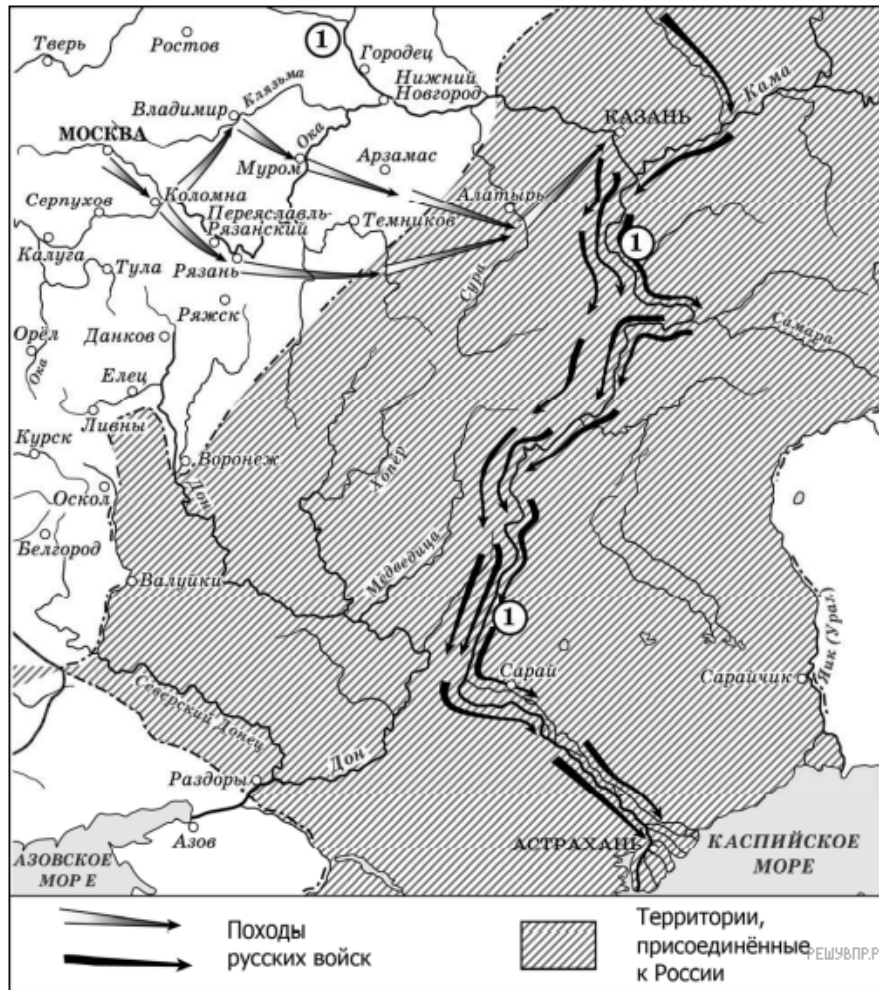 1
Тверь
Ростов
Городец
Нижний
Новгород
Кама
Владимир
Клязьма
МОСКВА
Ока
Муром
Арзамас
КАЗАНЬ
Коломна
Серпухов
Переяславль-
Рязанский
Темников
Алатырь
1
Калуга
Тула
Рязань
Сура
Ряжск
Самара
Орёл
Данков
Ока
Елец
Ливны
Курск
Воронеж
Хопёр
Оскол
Дон
Медведица
Белгород
Валуйки
1
Яик (Урал)
Сарай
Сарайчик
Северский Донец
Дон
Раздоры
Азов
АСТРАХАНЬ
КАСПИЙСКОЕ
МОРЕ
АЗОВСКОЕ
МОРЕ
Походы
русских войск
Территории,
присоединённые
к России
РЕШУВПР.Р